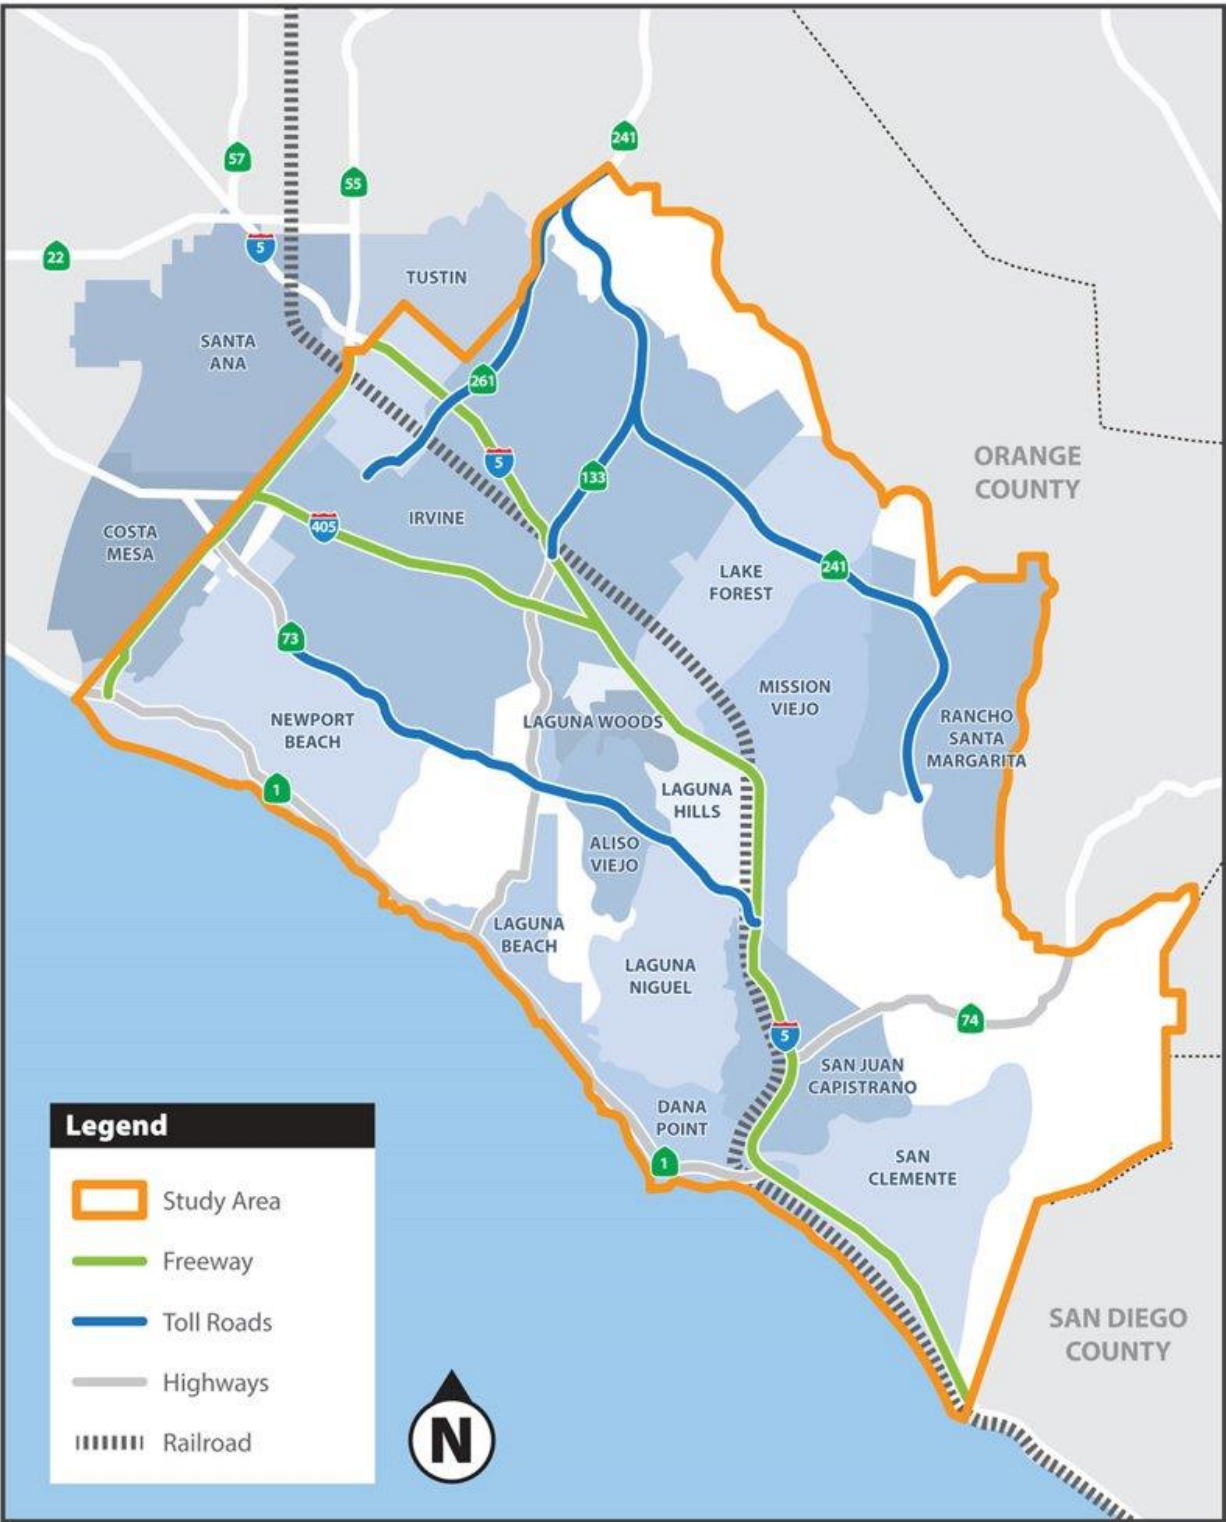 241
57
55
5
22
TUSTIN
SANTA
ANA
261
ORANGE
COUNTY
5
133
405
IRVINE
COSTA
MESA
LAKE
FOREST
241
73
MISSION
VIEJO
NEWPORT
BEACH
LAGUNA WOODS
RANCHO
SANTA
MARGARITA
1
LAGUNA
HILLS
ALISO
VIEJO
LAGUNA
BEACH
LAGUNA
NIGUEL
74
5
SAN JUAN
CAPISTRANO
DANA
POINT
1
SAN
CLEMENTE
SAN DIEGO
COUNTY
Legend
Study Area
Freeway
Toll Roads
Highways
Railroad
N